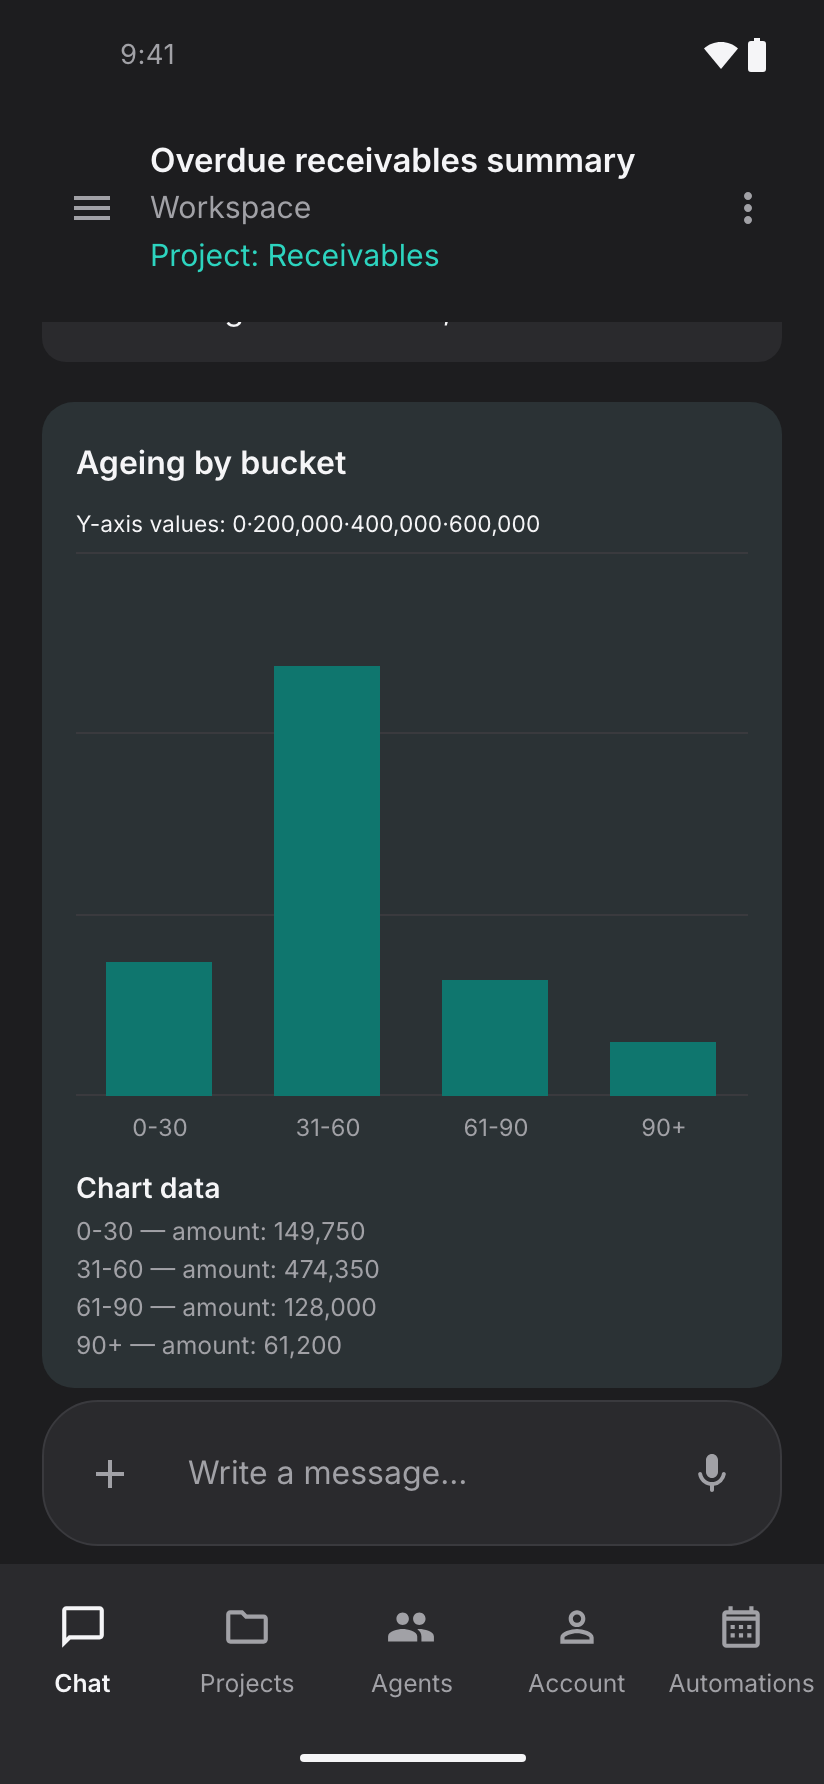 9:41
Overdue receivables summary
Workspace
Project: Receivables
Ageing by bucket
Y-axis values: 0·200,000·400,000·600,000
0-30 31-60 61-90 90+
Chart data
0-30 — amount: 149,750
31-60 — amount: 474,350
61-90 — amount: 128,000
90+ — amount: 61,200
Write a message...
Chat Projects Agents Account Automations